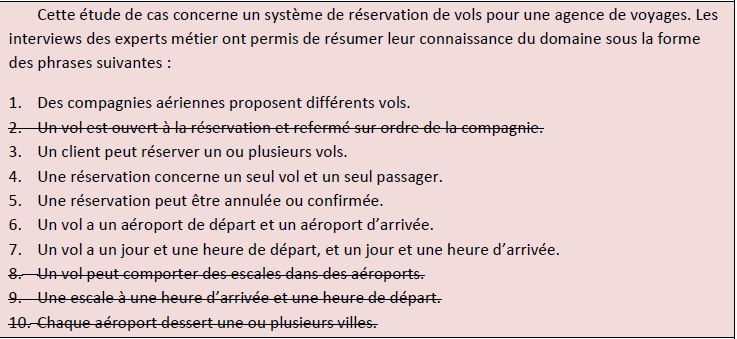 Cette étude de cas concerne un système de réservation de vols pour une agence de voyages. Les
interviews des experts métier ont permis de résumer leur connaissance du domaine sous la forme
des phrases suivantes :
1. Des compagnies aériennes proposent différents vols.
2. Un vol est ouvert à la réservation et refermé sur ordre de la compagnie.
3. Un client peut réserver un ou plusieurs vols.
4. Une réservation concerne un seul vol et un seul passager.
5. Une réservation peut être annulée ou confirmée.
6. Un vol a un aéroport de départ et un aéroport d'arrivée.
7. Un vol a un jour et une heure de départ, et un jour et une heure d'arrivée.
8. Un vol peut comporter des escales dans des aéroports.
9. Une escale à une heure d'arrivée et une heure de départ.
10. Chaque aéroport dessert une ou plusieurs villes.